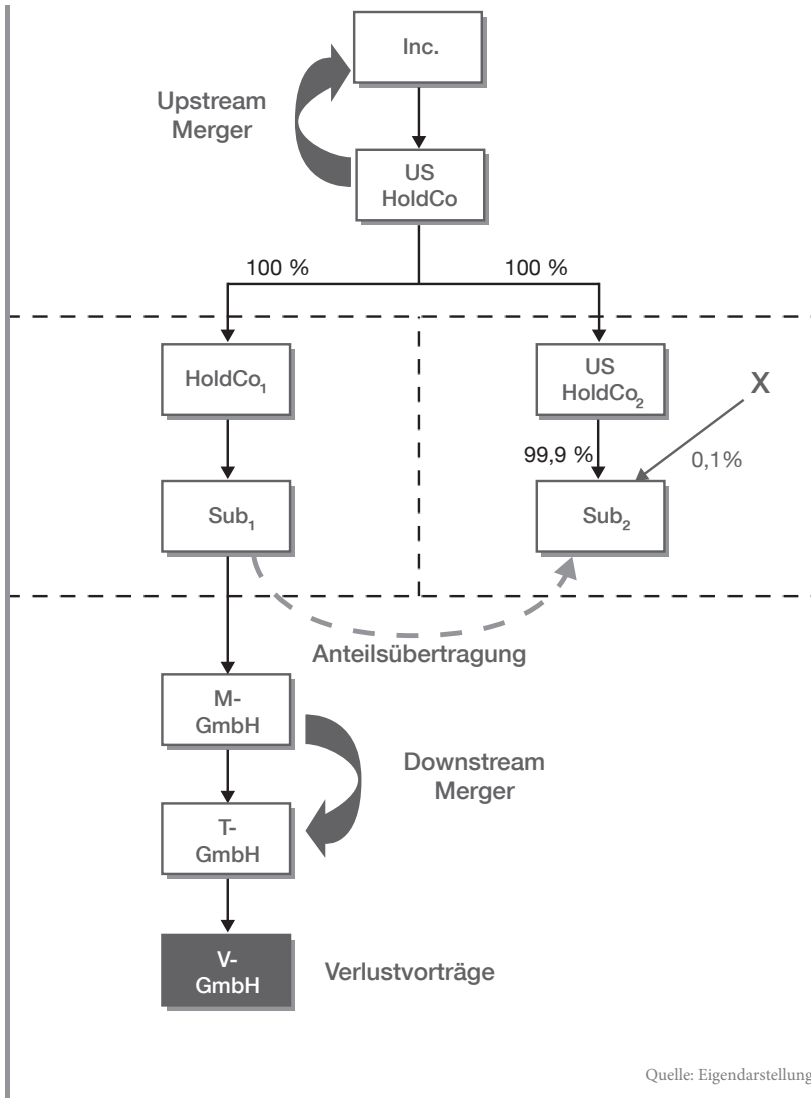 Inc.
Upstream
Merger
US
HoldCo
100 %
100 %
HoldCo₁
US
HoldCo₂
X
99,9 %
0,1%
Sub₁
Sub₂
Anteilsübertragung
M-
GmbH
Downstream
Merger
T-
GmbH
V-
GmbH
Verlustvorträge
Quelle: Eigendarstellung